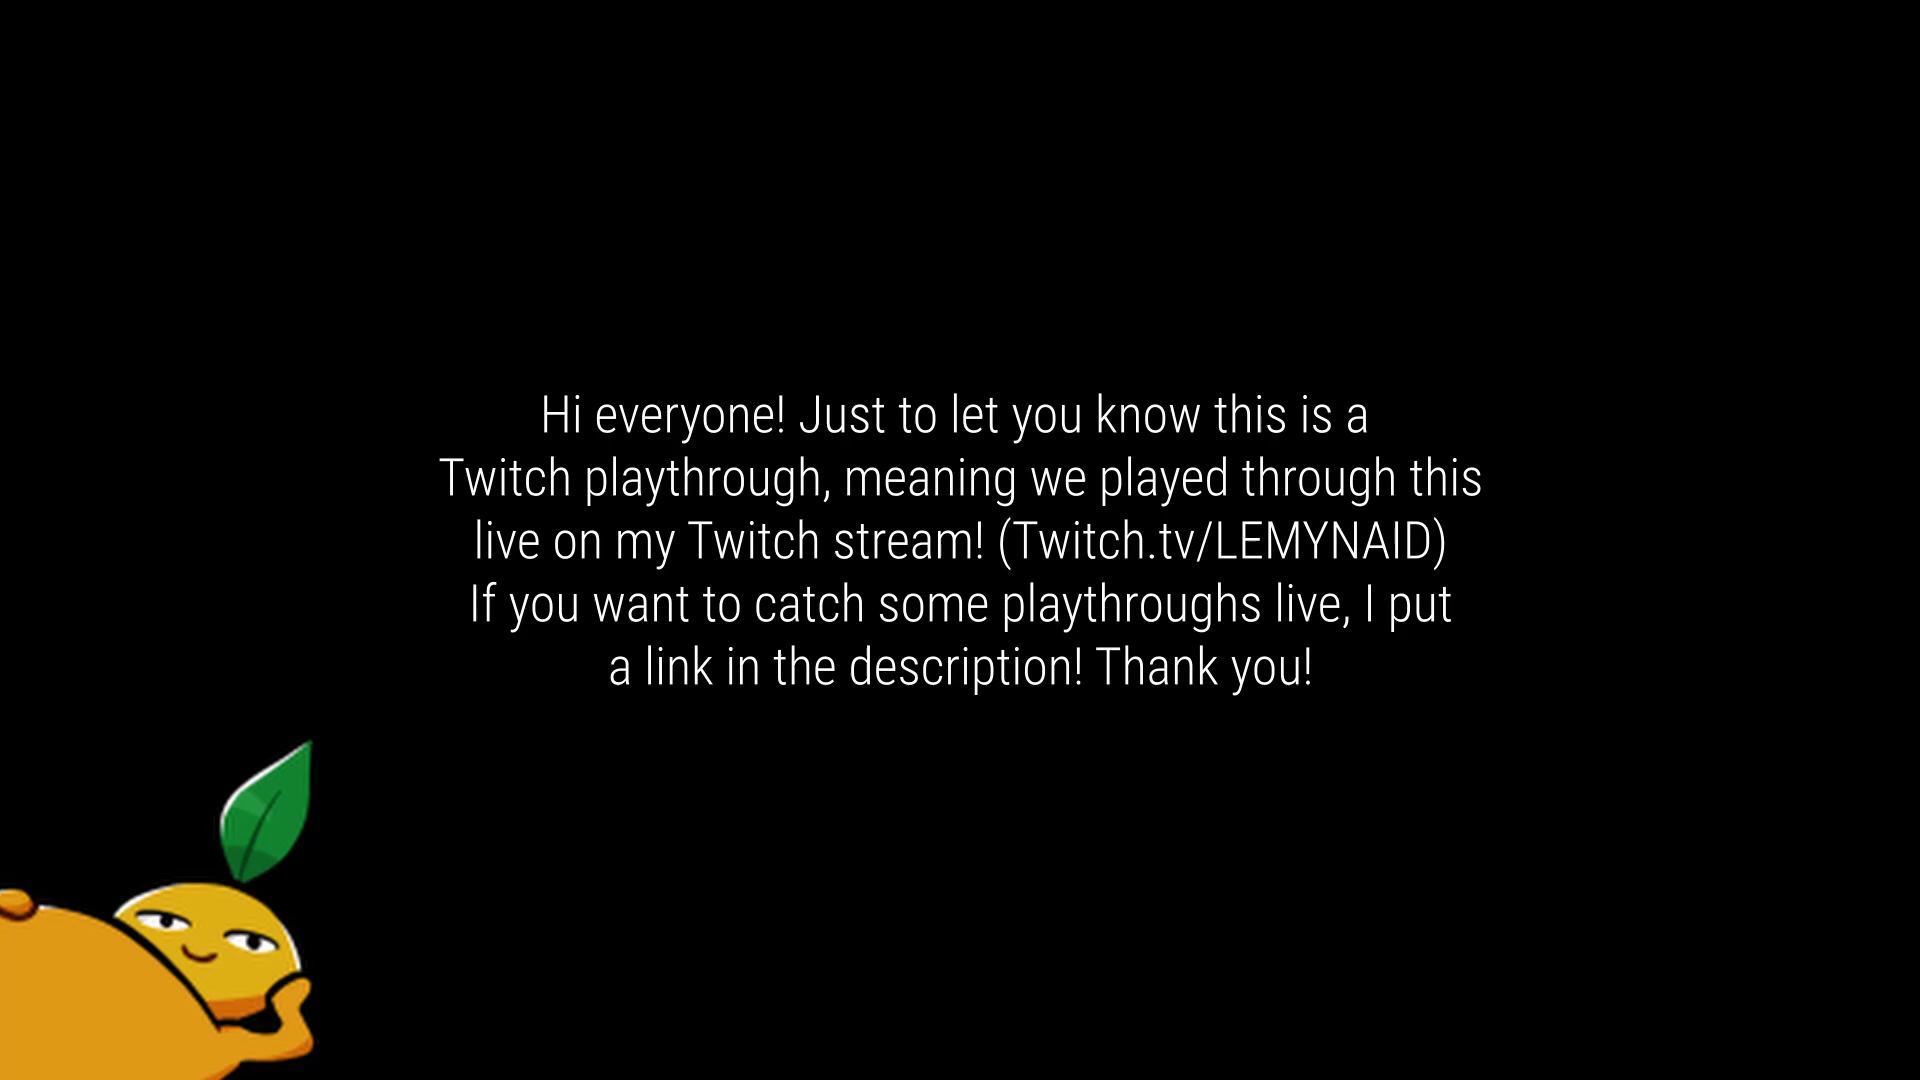 Hi everyone! Just to let you know this is a
Twitch playthrough, meaning we played through this
live on my Twitch stream! (Twitch.tv/LEMYNAID)
If you want to catch some playthroughs live, I put
a link in the description! Thank you!